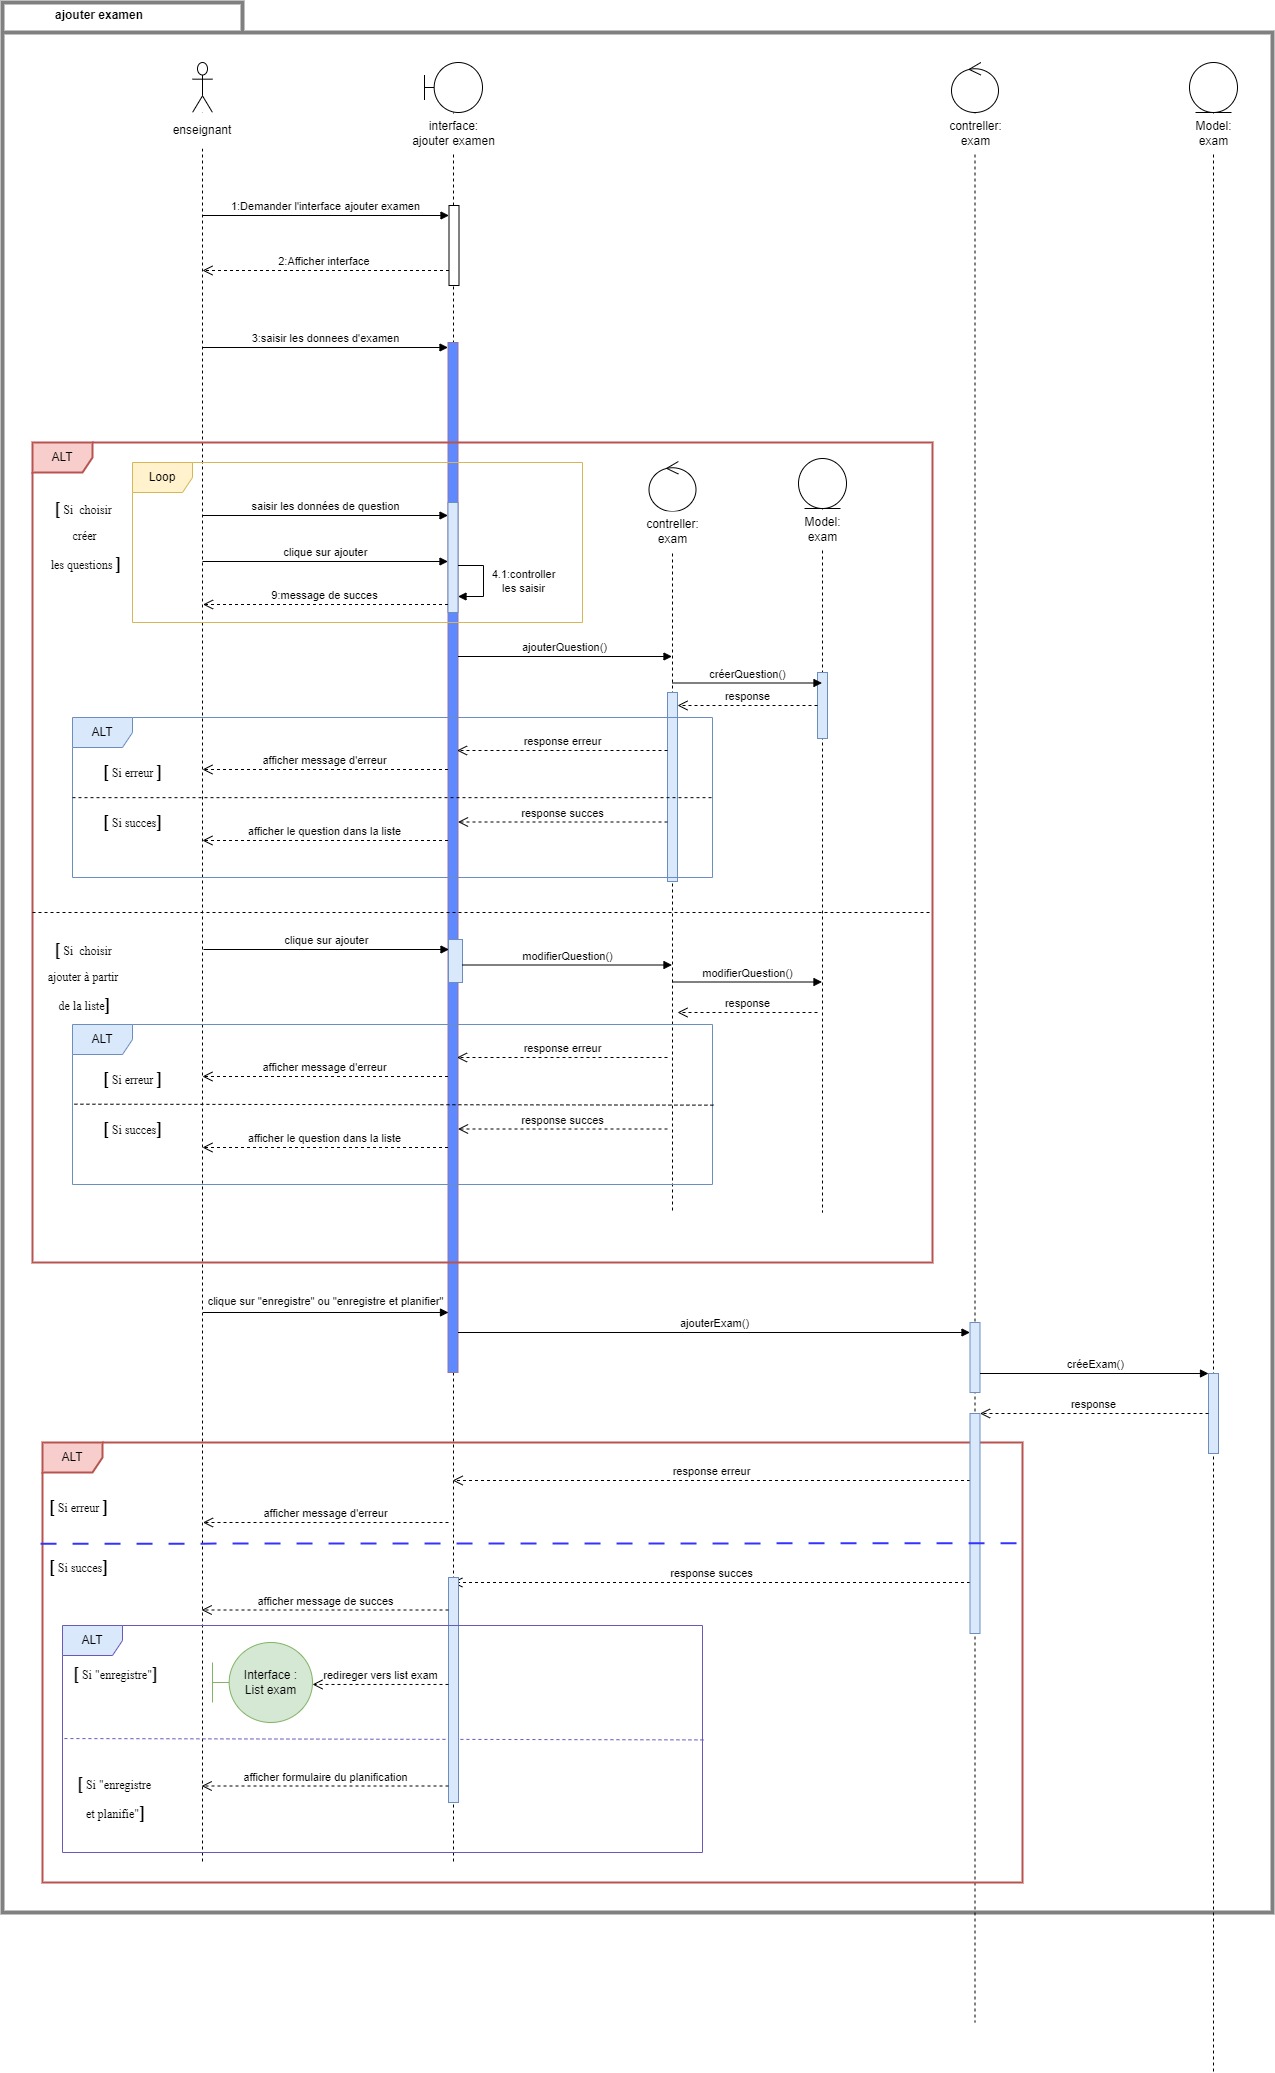 ajouter examen
enseignant
interface:
ajouter examen
contreller:
exam
Model:
exam
1:Demander l'interface ajouter examen
2:Afficher interface
3:saisir les donnees d'examen
ALT
Loop
[ Si choisir
créer
les questions ]
saisir les données de question
clique sur ajouter
4.1:controller
les saisir
9:message de succes
contreller:
exam
Model:
exam
ajouterQuestion()
créerQuestion()
response
ALT
response erreur
afficher message d'erreur
[ Si erreur ]
response succes
[ Si succes]
afficher le question dans la liste
clique sur ajouter
[ Si choisir
ajouter à partir
de la liste]
modifierQuestion()
modifierQuestion()
response
ALT
response erreur
afficher message d'erreur
[ Si erreur ]
response succes
[ Si succes]
afficher le question dans la liste
clique sur "enregistre" ou "enregistre et planifier"
ajouterExam()
créeExam()
response
ALT
response erreur
[ Si erreur ]
afficher message d'erreur
[ Si succes]
response succes
afficher message de succes
ALT
[ Si "enregistre"]
Interface :
List exam
redireger vers list exam
afficher formulaire du planification
[ Si "enregistre
et planifie"]